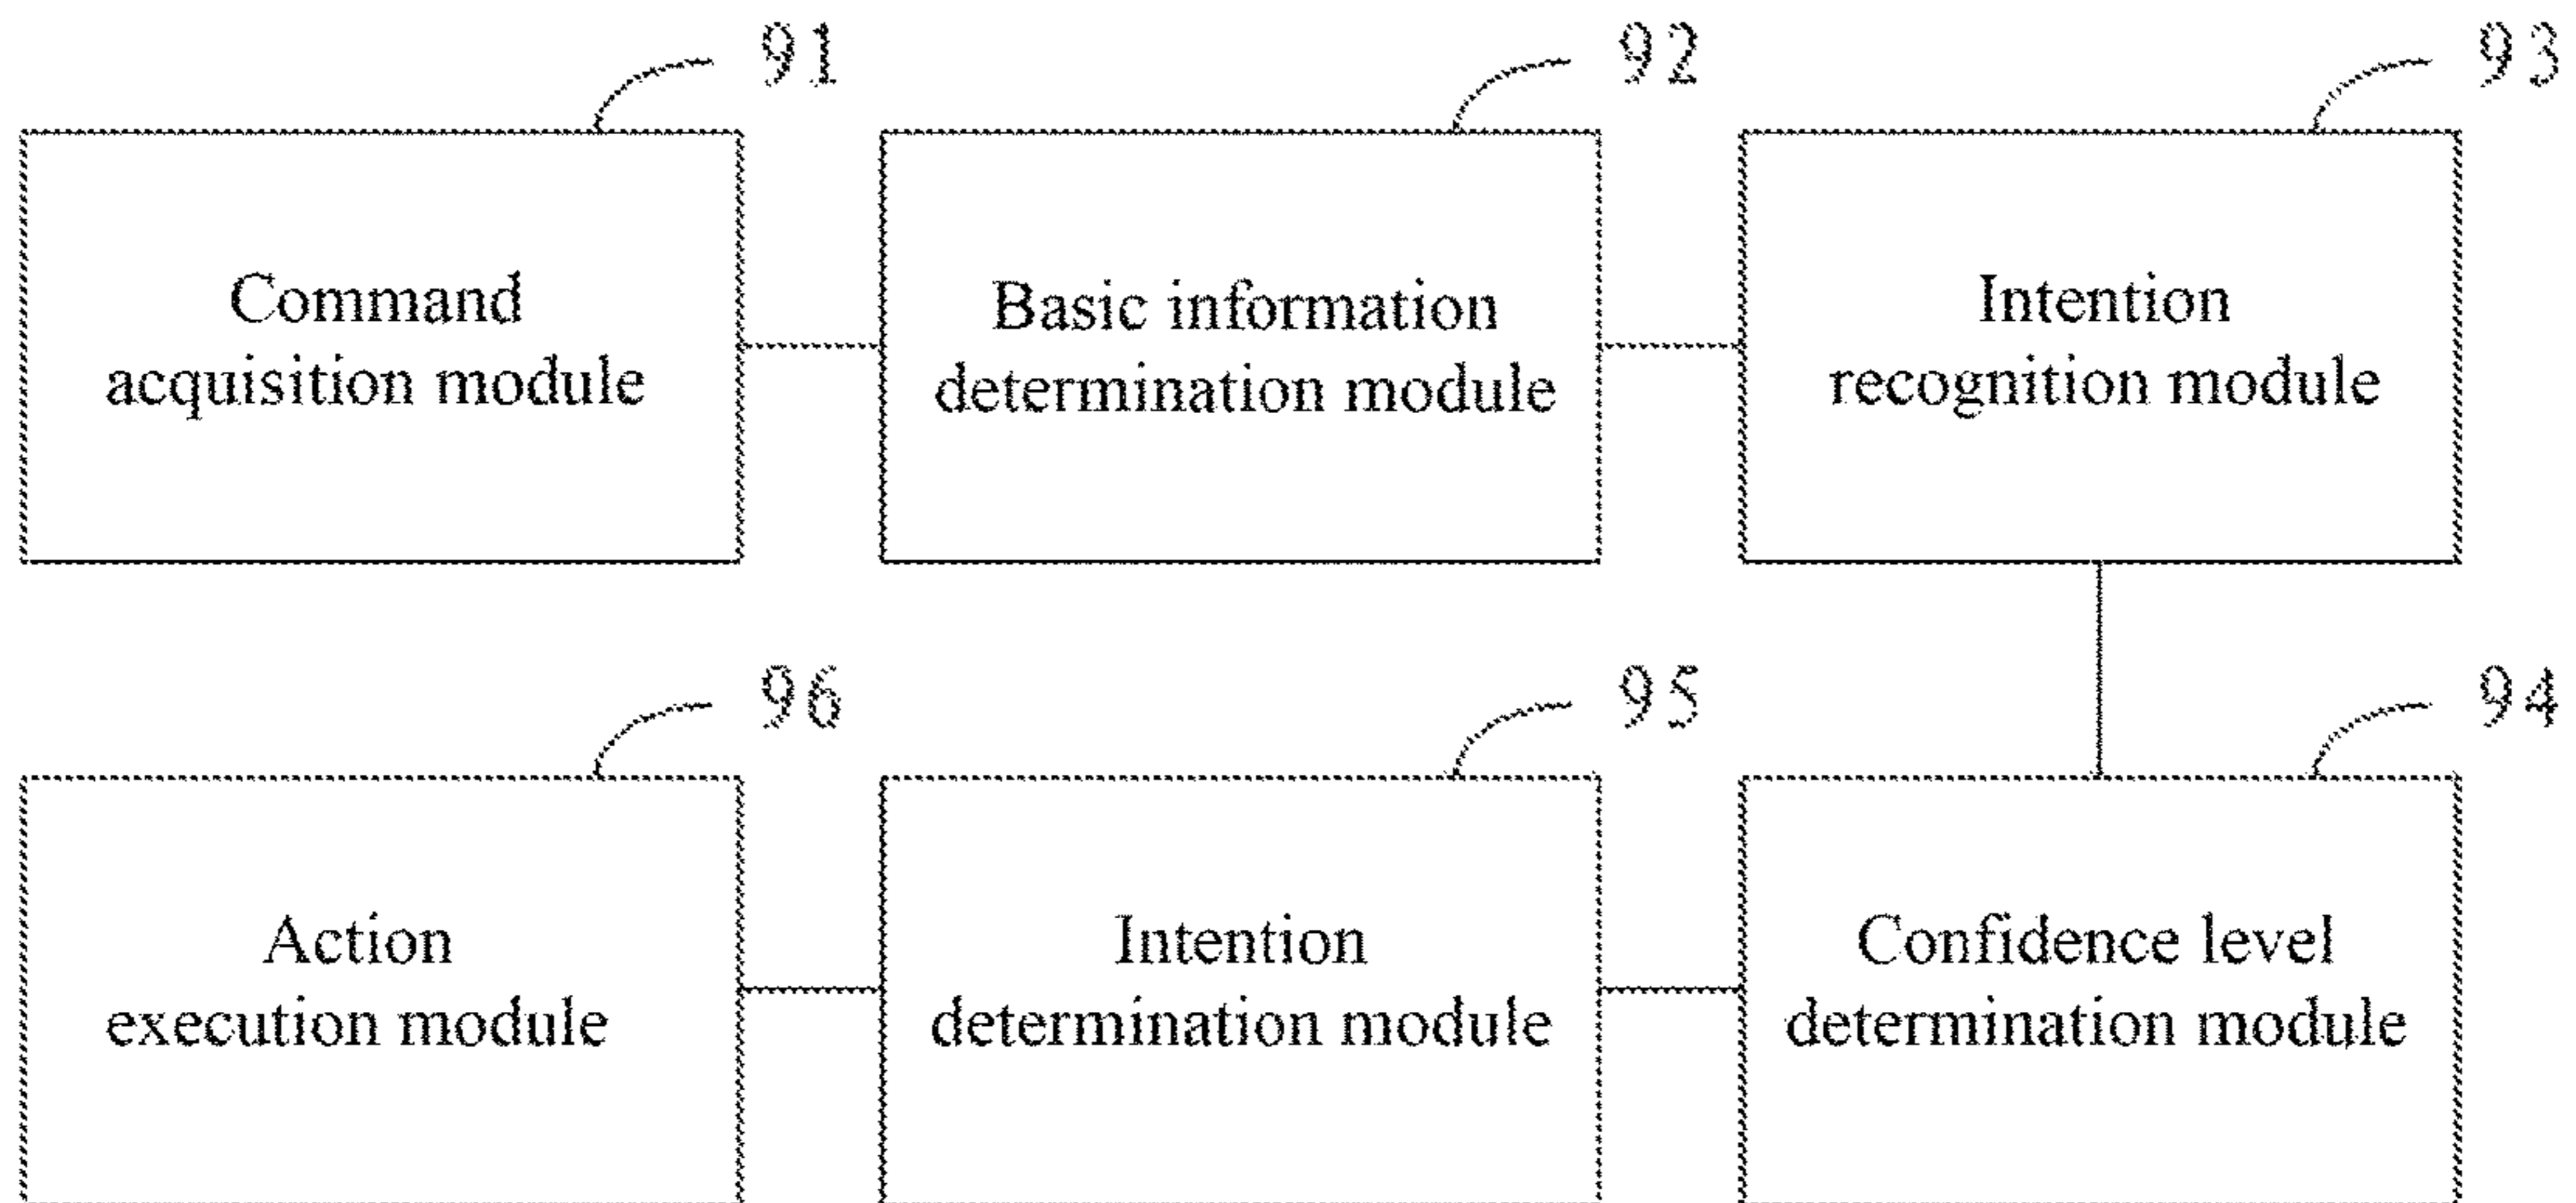 91
92
93
Command
acquisition module
Basic information
determination module
Intention
recognition module
96
95
94
Action
execution module
Intention
determination module
Confidence level
determination module